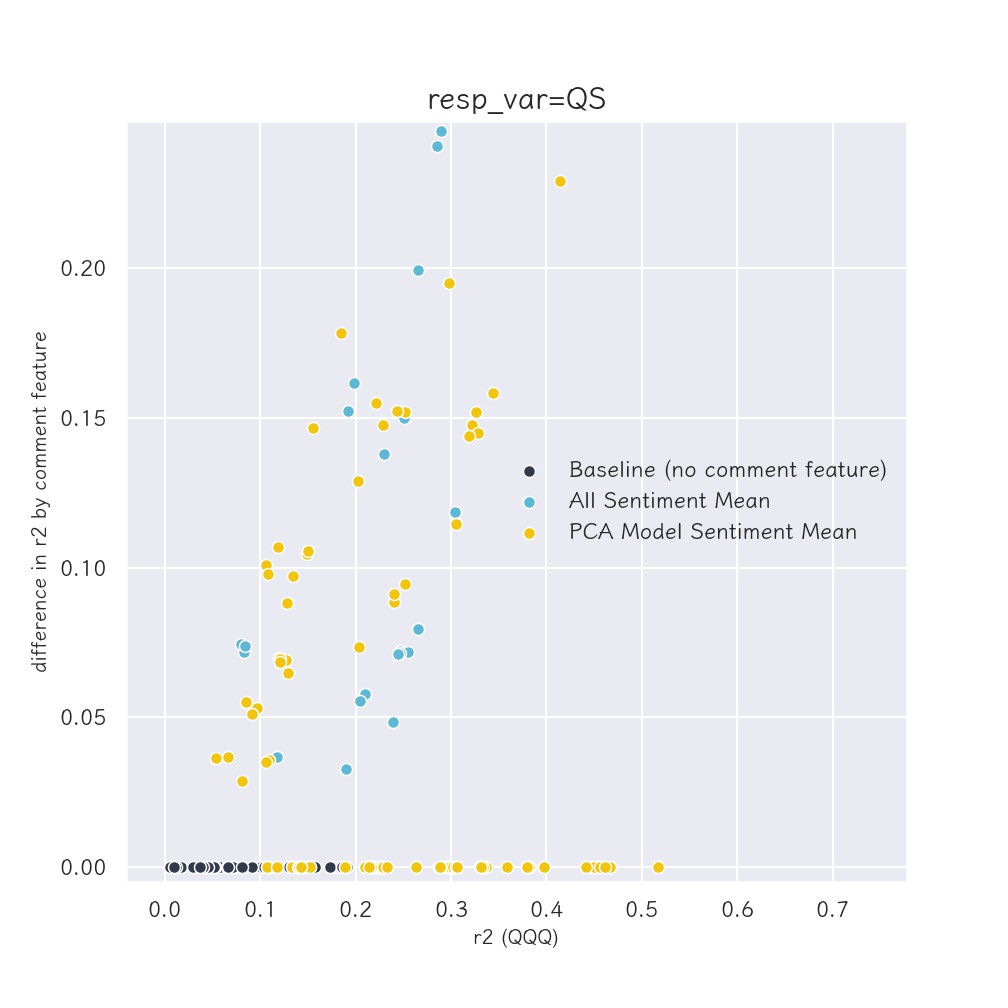 resp_var=QS
difference in r2 by comment feature
0.20
0.15
0.10
0.05
0.00
Baseline (no comment feature)
All Sentiment Mean
PCA Model Sentiment Mean
0.0 0.1 0.2 0.3 0.4 0.5 0.6 0.7
r2 (QQQ)